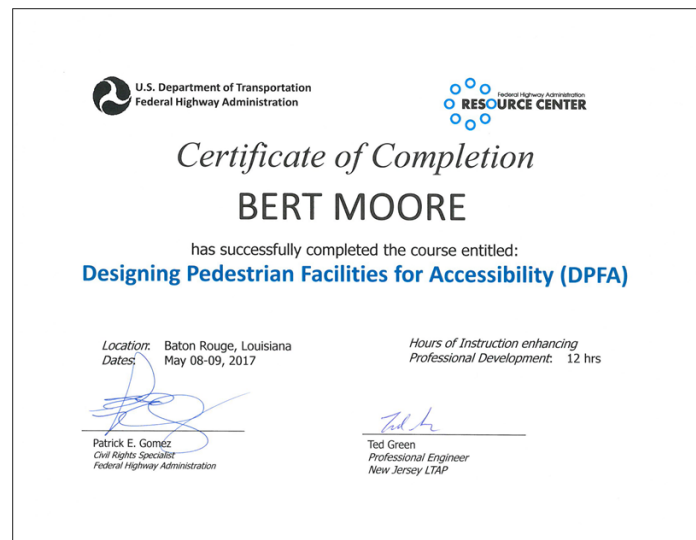 U.S. Department of Transportation
Federal Highway Administration
Federal Highway Administration
RESOURCE CENTER
Certificate of Completion
BERT MOORE
has successfully completed the course entitled:
Designing Pedestrian Facilities for Accessibility (DPFA)
Location: Baton Rouge, Louisiana
Dates: May 08-09, 2017
Hours of Instruction enhancing
Professional Development: 12 hrs
Patrick E. Gomez
Civil Rights Specialist
Federal Highway Administration
Ted Green
Professional Engineer
New Jersey LTAP